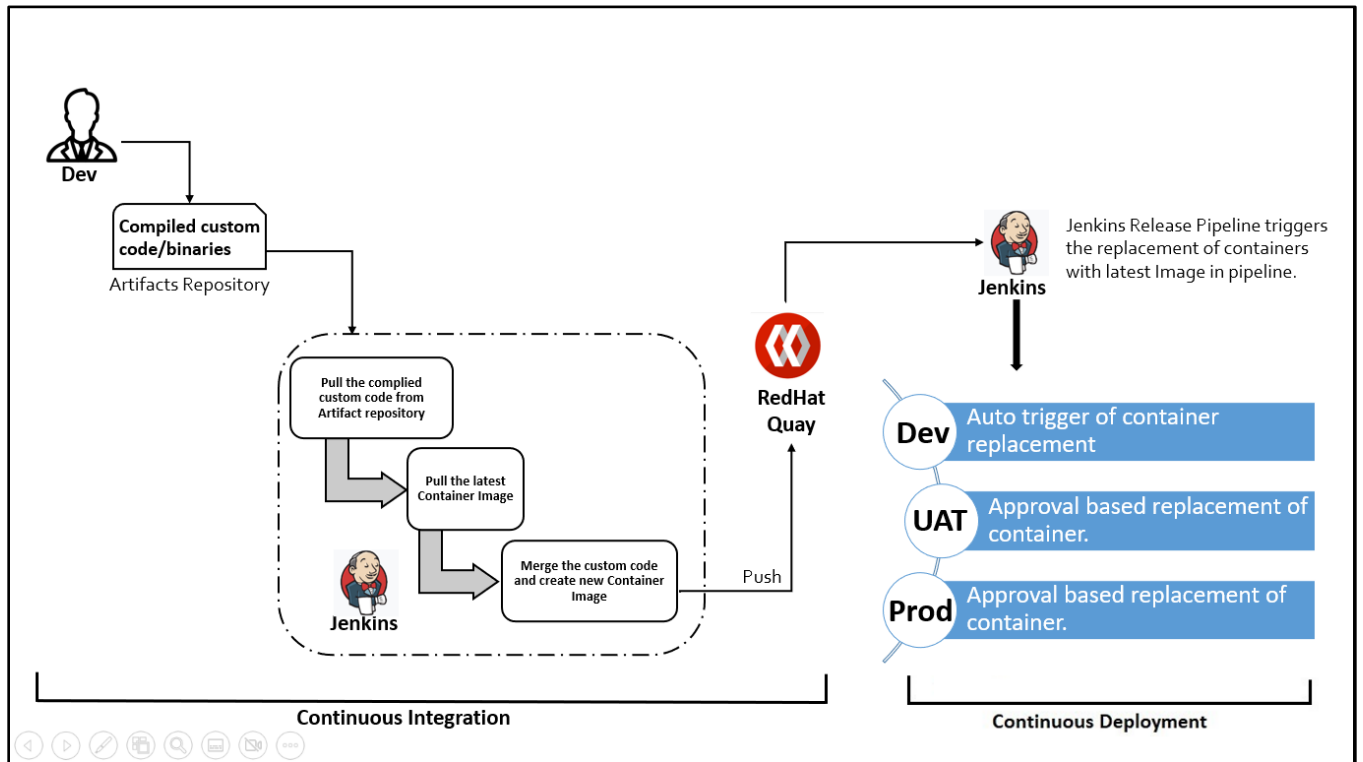 Dev
Compiled custom
code/binaries
Artifacts Repository
Pull the complied
custom code from
Artifact repository
Pull the latest
Container Image
Merge the custom code
and create new Container
Image
Jenkins
Push
RedHat
Quay
Jenkins
Jenkins Release Pipeline triggers
the replacement of containers
with latest Image in pipeline.
Dev
Auto trigger of container
replacement
UAT
Approval based replacement of
container.
Prod
Approval based replacement of
container.
Continuous Integration
Continuous Deployment